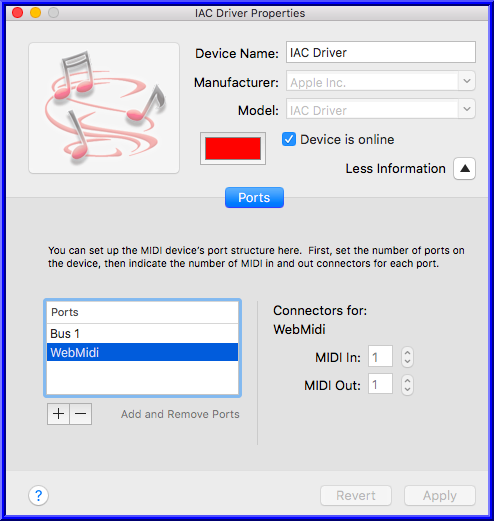 IAC Driver Properties
Device Name: IAC Driver
Manufacturer: Apple Inc.
Model: IAC Driver
Device is online
Less Information
Ports
You can set up the MIDI device's port structure here.  First, set the number of ports on
the device, then indicate the number of MIDI in and out connectors for each port.
Ports
Bus 1
WebMidi
+ −
Add and Remove Ports
Connectors for:
WebMidi
MIDI In: 1
MIDI Out: 1
?
Revert
Apply